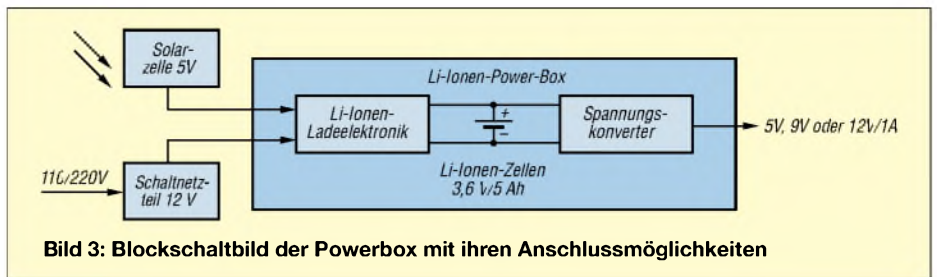 Solar-
zelle 5V
Li-Ionen-Power-Box
Li-Ionen-
Ladeelektronik
+
–
Spannungs-
konverter
5V, 9V oder 12V/1A
110/220V
Schaltnetz-
teil 12 V
Li-Ionen-Zellen
3,6 V/5 Ah
Bild 3: Blockschaltbild der Powerbox mit ihren Anschlussmöglichkeiten